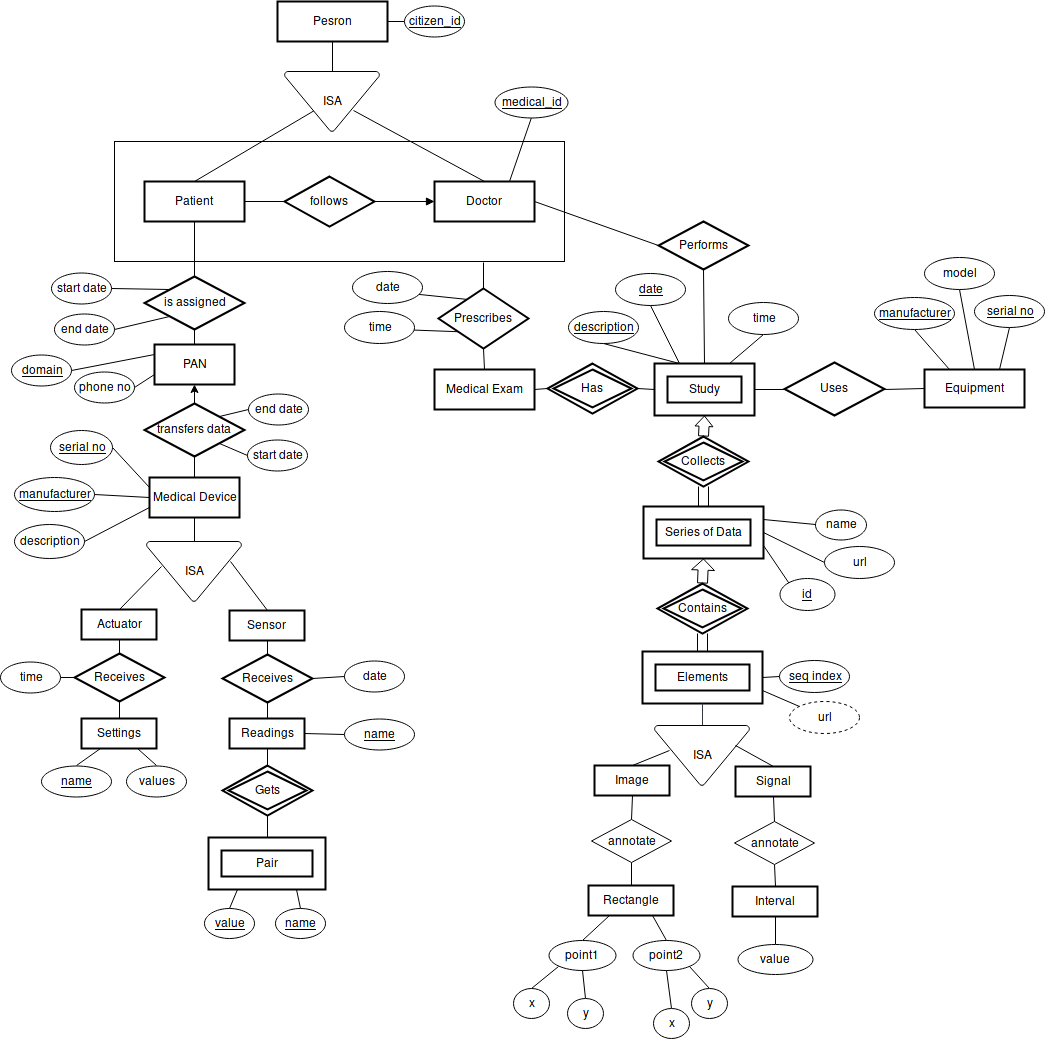 Pesron
citizen_id
ISA
medical_id
Patient
follows
Doctor
Performs
start date
is assigned
end date
date
time
Prescribes
date
description
time
model
manufacturer
serial no
domain
PAN
phone no
Medical Exam
Has
Study
Uses
Equipment
end date
transfers data
start date
serial no
manufacturer
Medical Device
description
Collects
Series of Data
name
url
id
ISA
Contains
Actuator
Sensor
time
Receives
Receives
date
Elements
seq index
url
Settings
Readings
name
name
values
Gets
ISA
Image
Signal
annotate
annotate
Pair
value
name
Rectangle
Interval
point1
point2
value
x
y
x
y